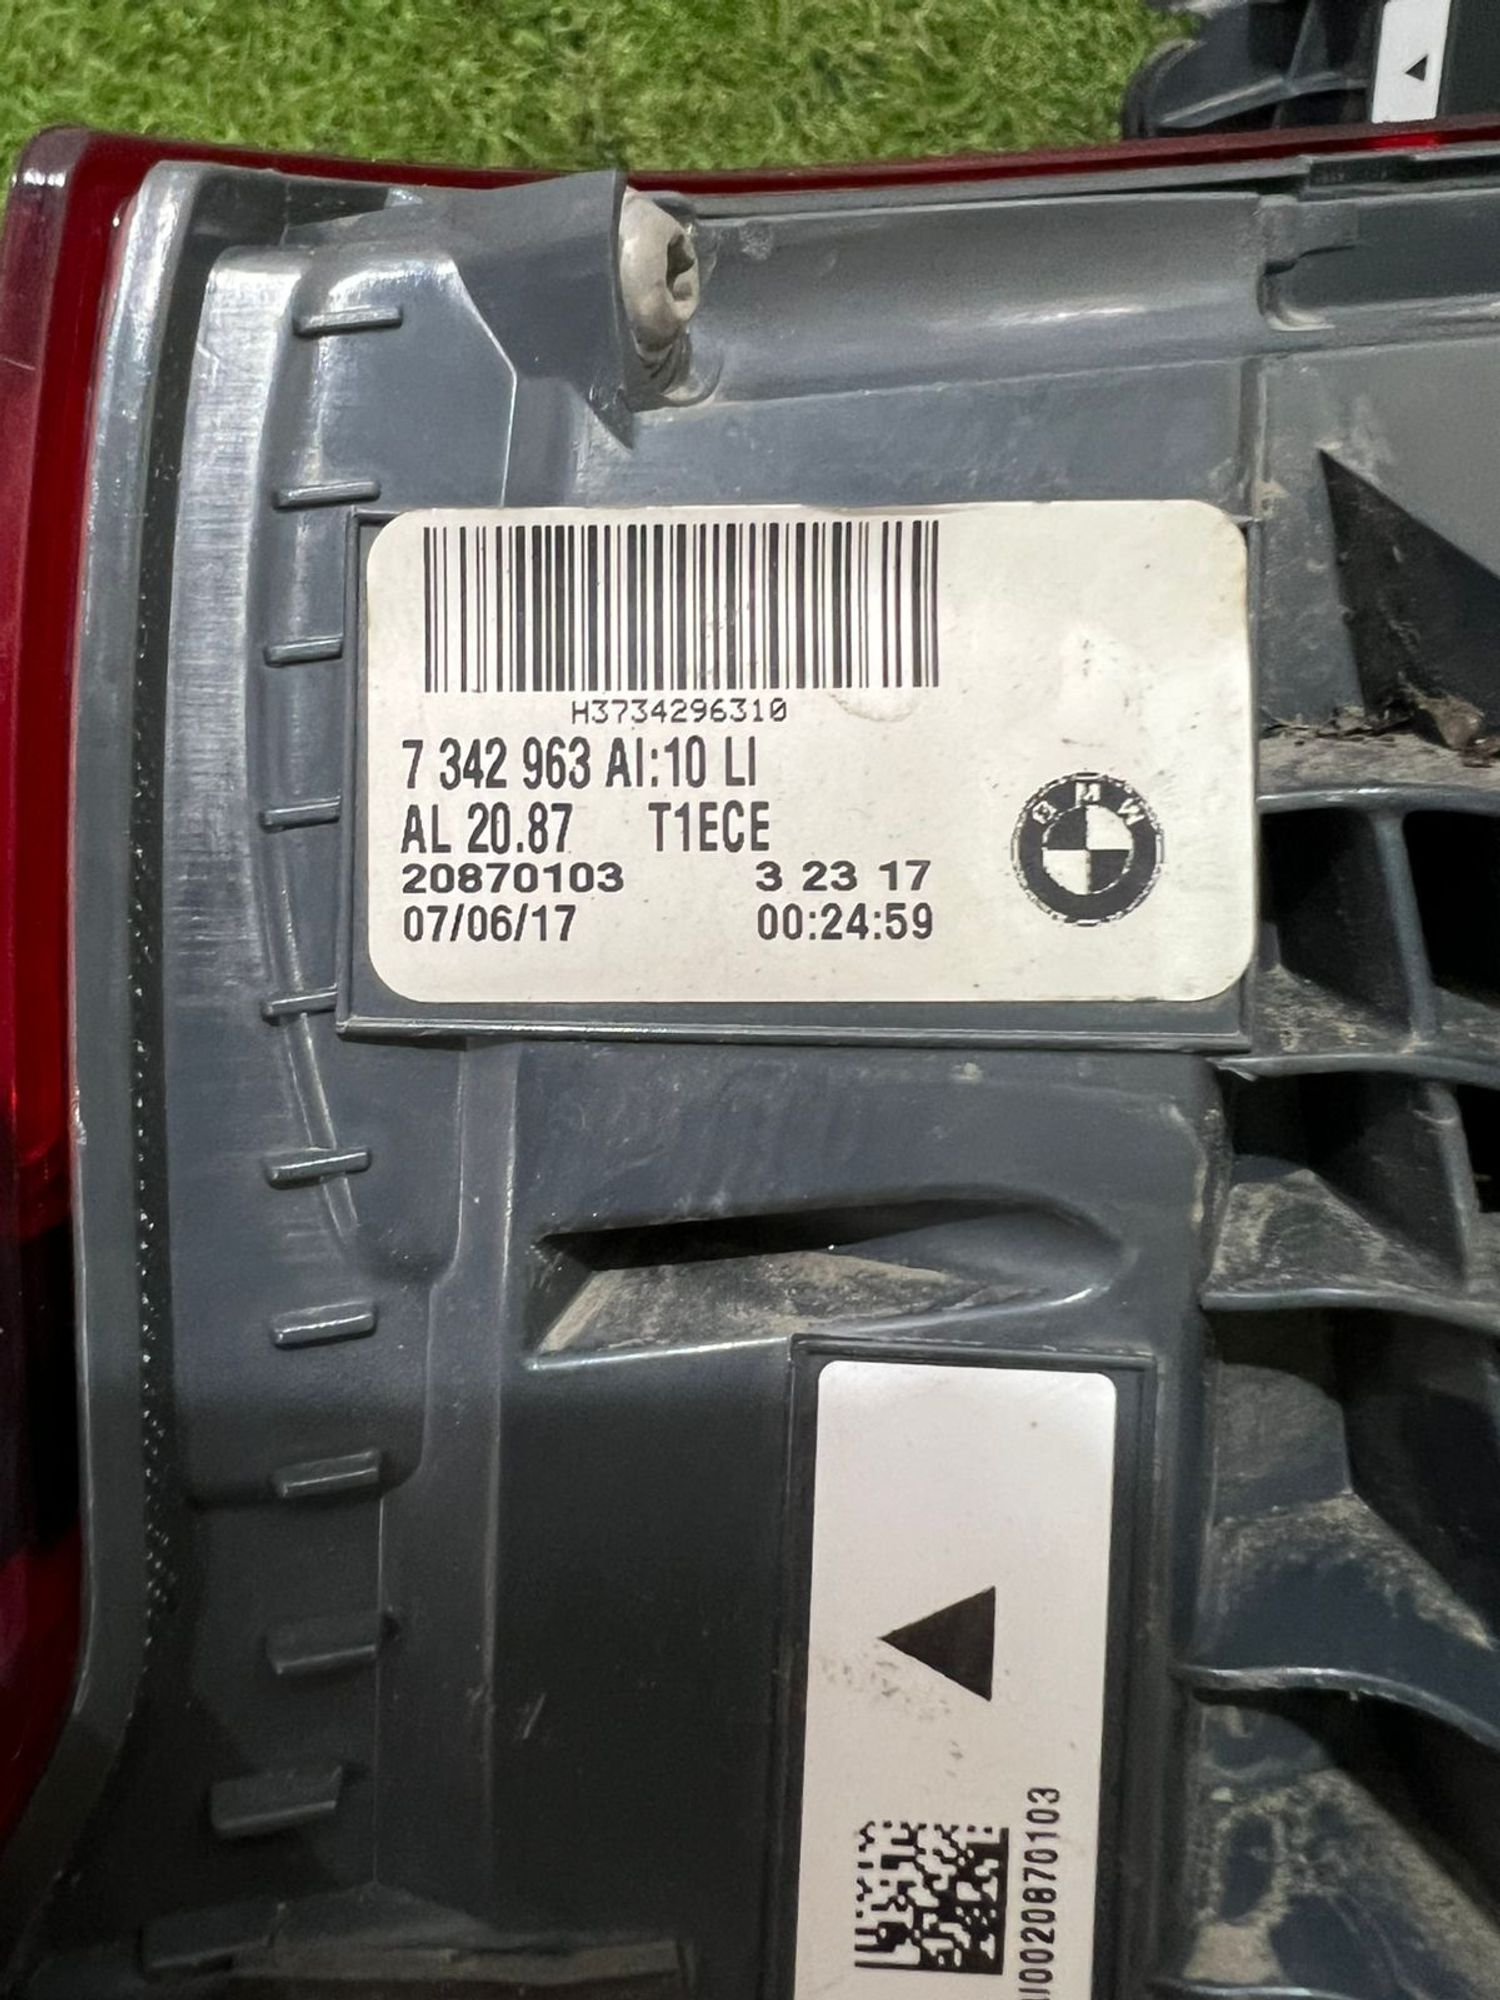 H3734296310
7 342 963 AI:10 LI
AL 20.87 T1ECE
20870103 3 23 17
07/06/17 00:24:59
BMW